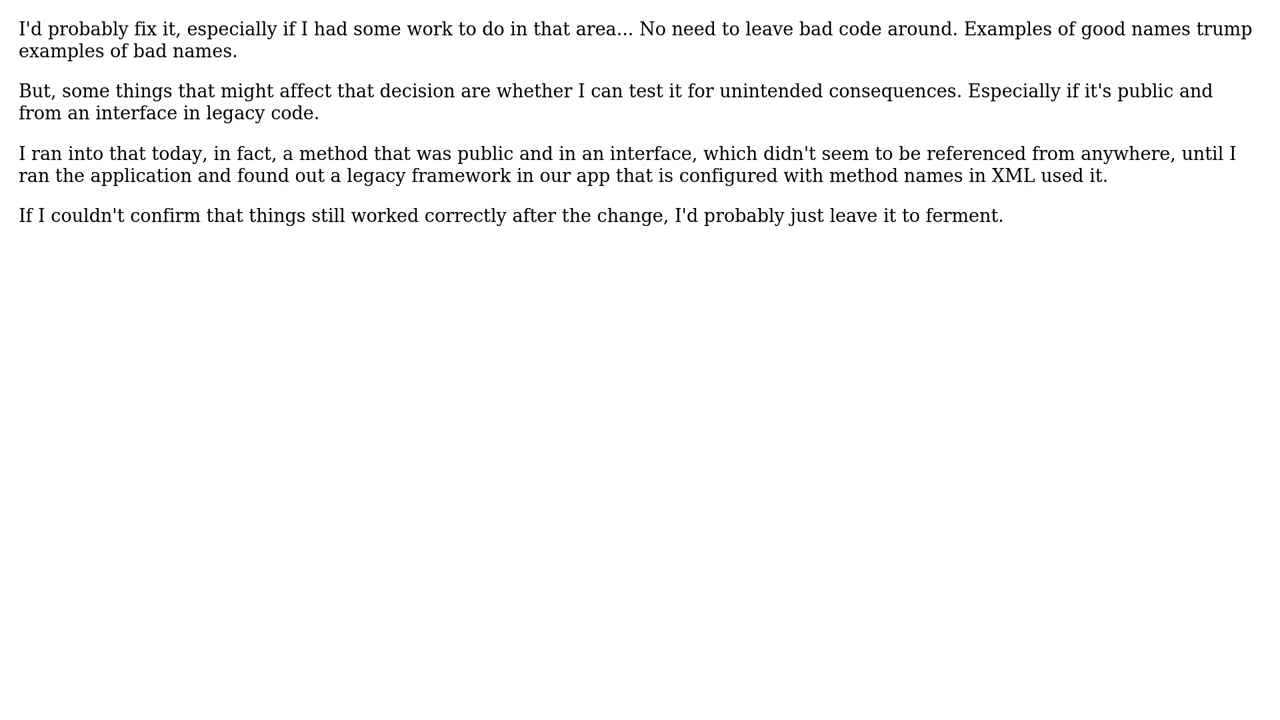 I'd probably fix it, especially if I had some work to do in that area... No need to leave bad code around. Examples of good names trump
examples of bad names.
But, some things that might affect that decision are whether I can test it for unintended consequences. Especially if it's public and
from an interface in legacy code.
I ran into that today, in fact, a method that was public and in an interface, which didn't seem to be referenced from anywhere, until I
ran the application and found out a legacy framework in our app that is configured with method names in XML used it.
If I couldn't confirm that things still worked correctly after the change, I'd probably just leave it to ferment.